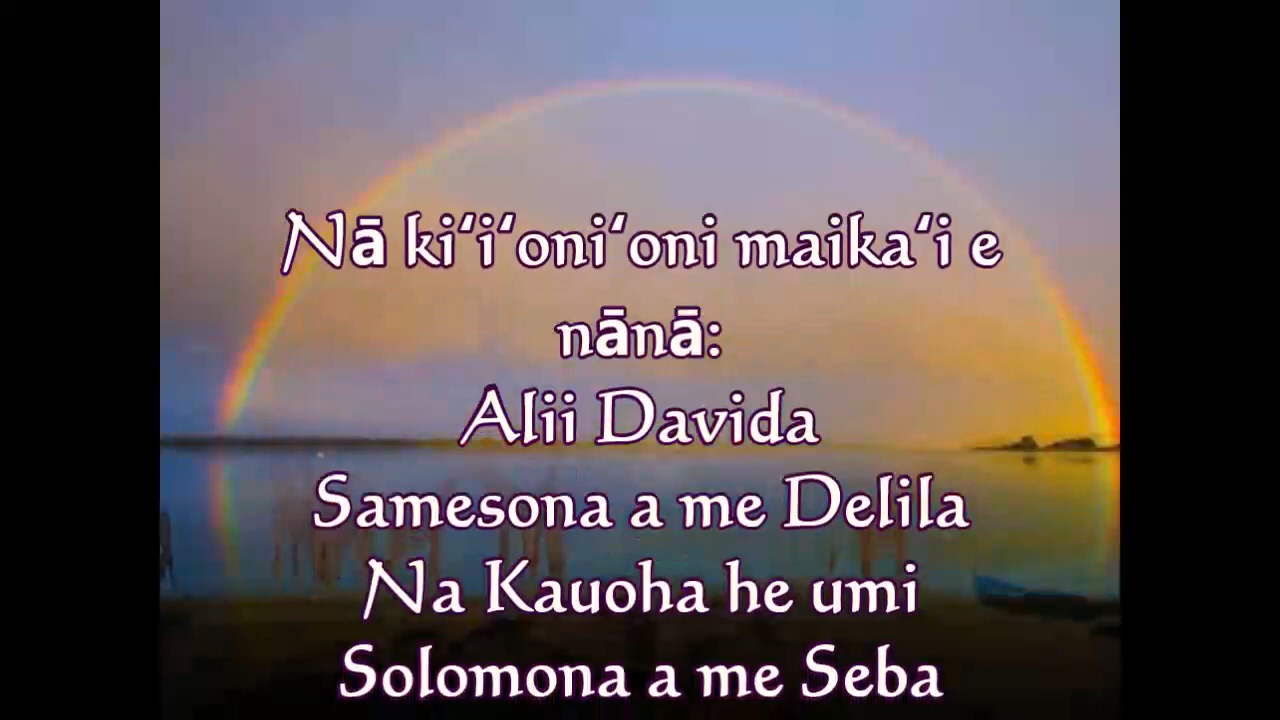 Nā kiʻiʻoniʻoni maikaʻi e
nānā:
Alii Davida
Samesona a me Delila
Na Kauoha he umi
Solomona a me Seba